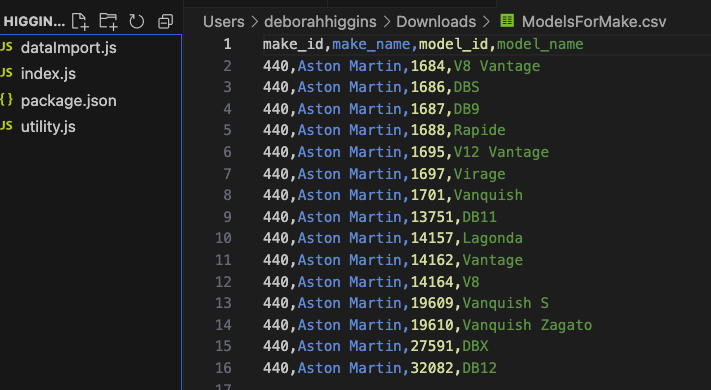 HIGGIN...
JS dataImport.js
JS index.js
{ } package.json
JS utility.js
Users > deborahhiggins > Downloads > ModelsForMake.csv
1 make_id,make_name,model_id,model_name
2 440,Aston Martin,1684,V8 Vantage
3 440,Aston Martin,1686,DBS
4 440,Aston Martin,1687,DB9
5 440,Aston Martin,1688,Rapide
6 440,Aston Martin,1695,V12 Vantage
7 440,Aston Martin,1697,Virage
8 440,Aston Martin,1701,Vanquish
9 440,Aston Martin,13751,DB11
10 440,Aston Martin,14157,Lagonda
11 440,Aston Martin,14162,Vantage
12 440,Aston Martin,14164,V8
13 440,Aston Martin,19609,Vanquish S
14 440,Aston Martin,19610,Vanquish Zagato
15 440,Aston Martin,27591,DBX
16 440,Aston Martin,32082,DB12
17